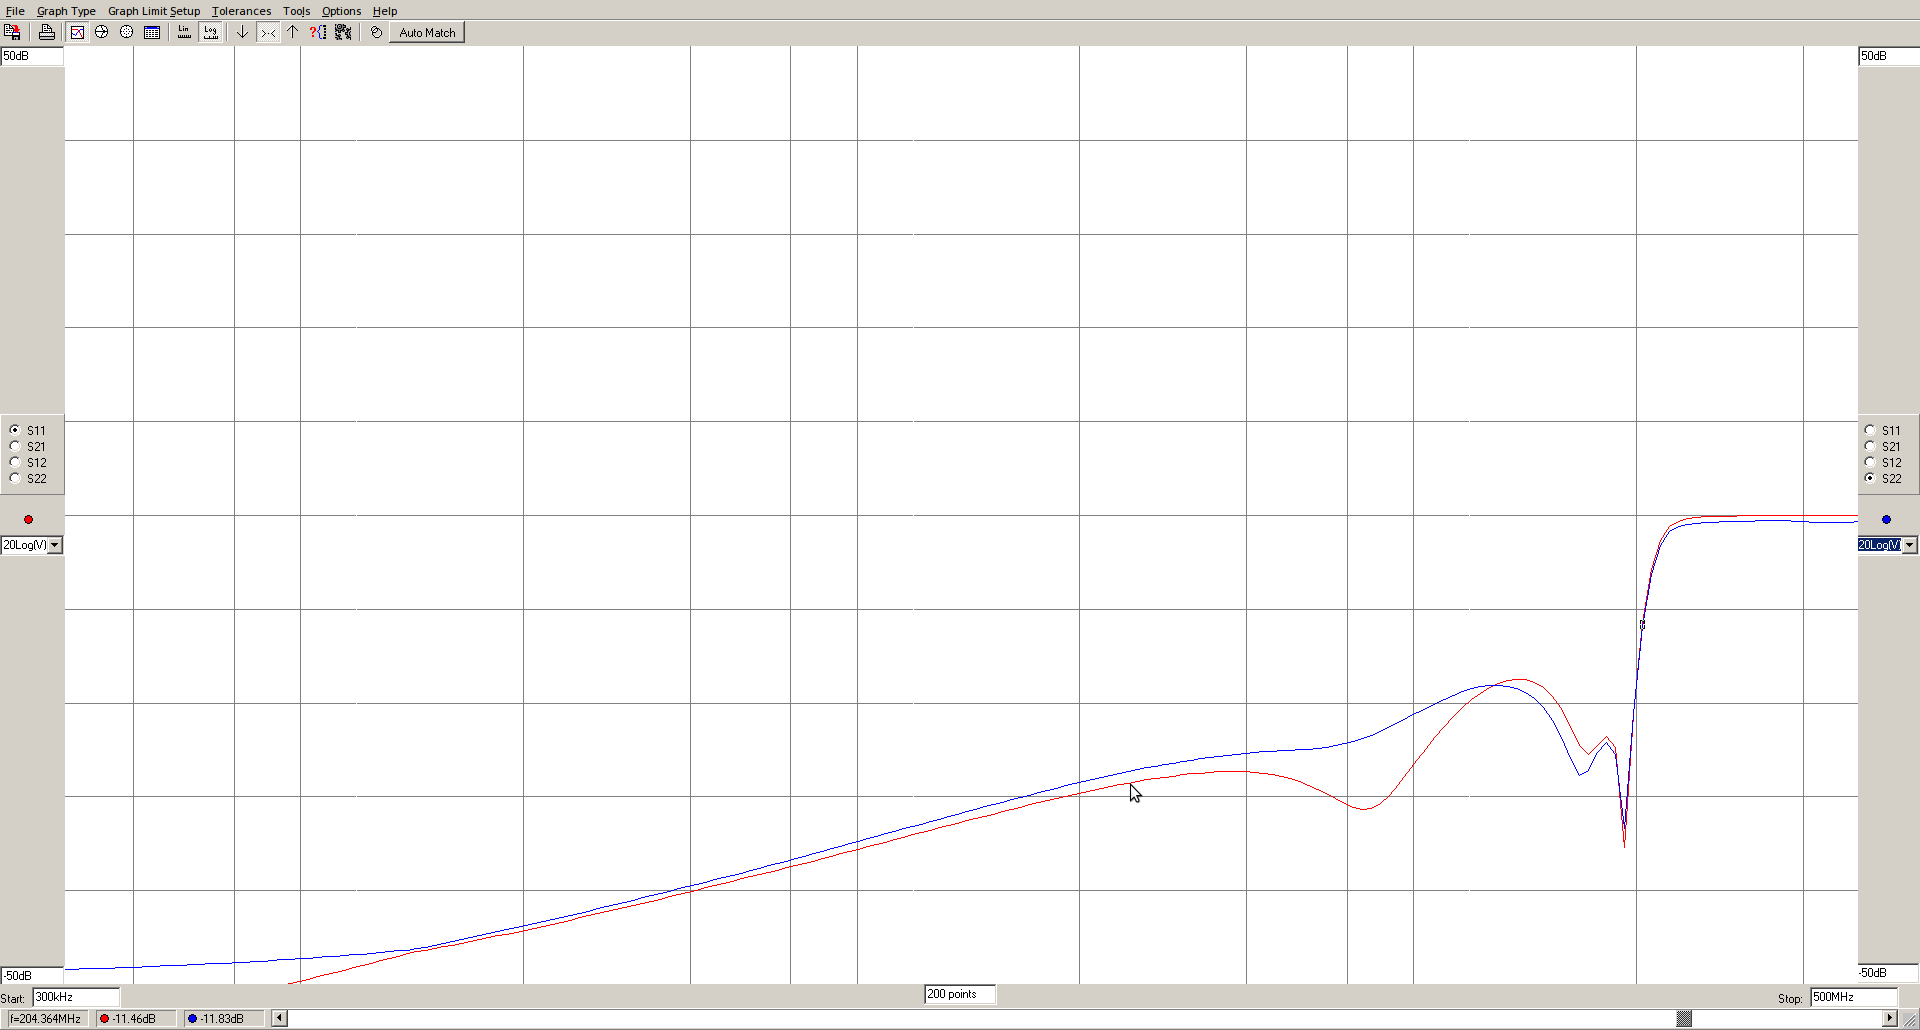 File Graph Type Graph Limit Setup Tolerances Tools Options Help
Lin Log Auto Match
50dB 50dB
S11 S11
S21 S21
S12 S12
S22 S22
20Log(V) 20Log(V)
-50dB -50dB
Start: 300kHz 200 points Stop: 500MHz
f=204.364MHz -11.46dB -11.83dB